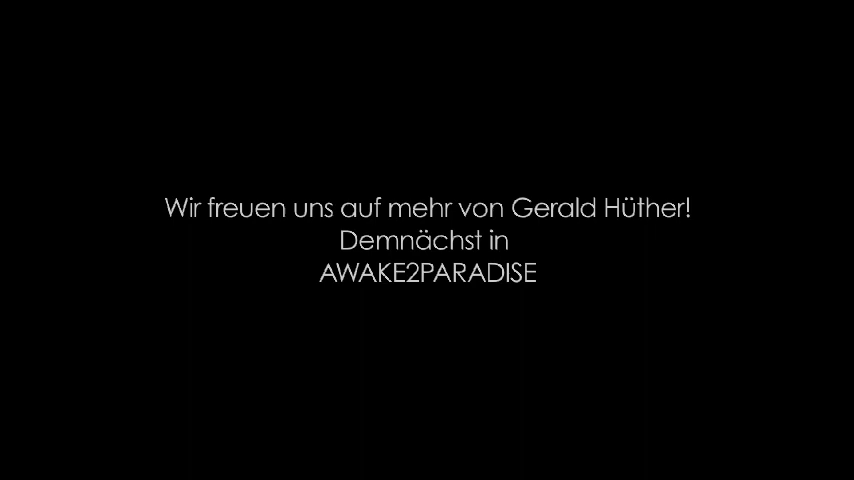 Wir freuen uns auf mehr von Gerald Hüther!
Demnächst in
AWAKE2PARADISE